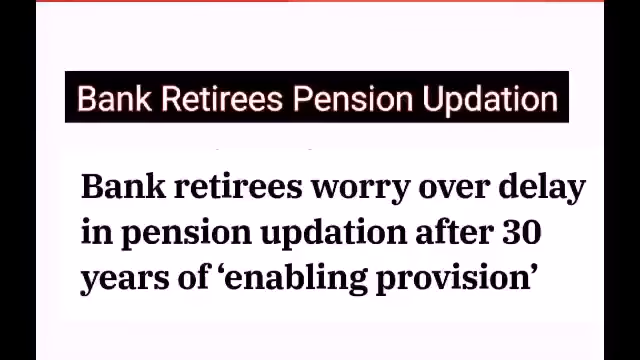 Bank Retirees Pension Updation
Bank retirees worry over delay
in pension updation after 30
years of ‘enabling provision’